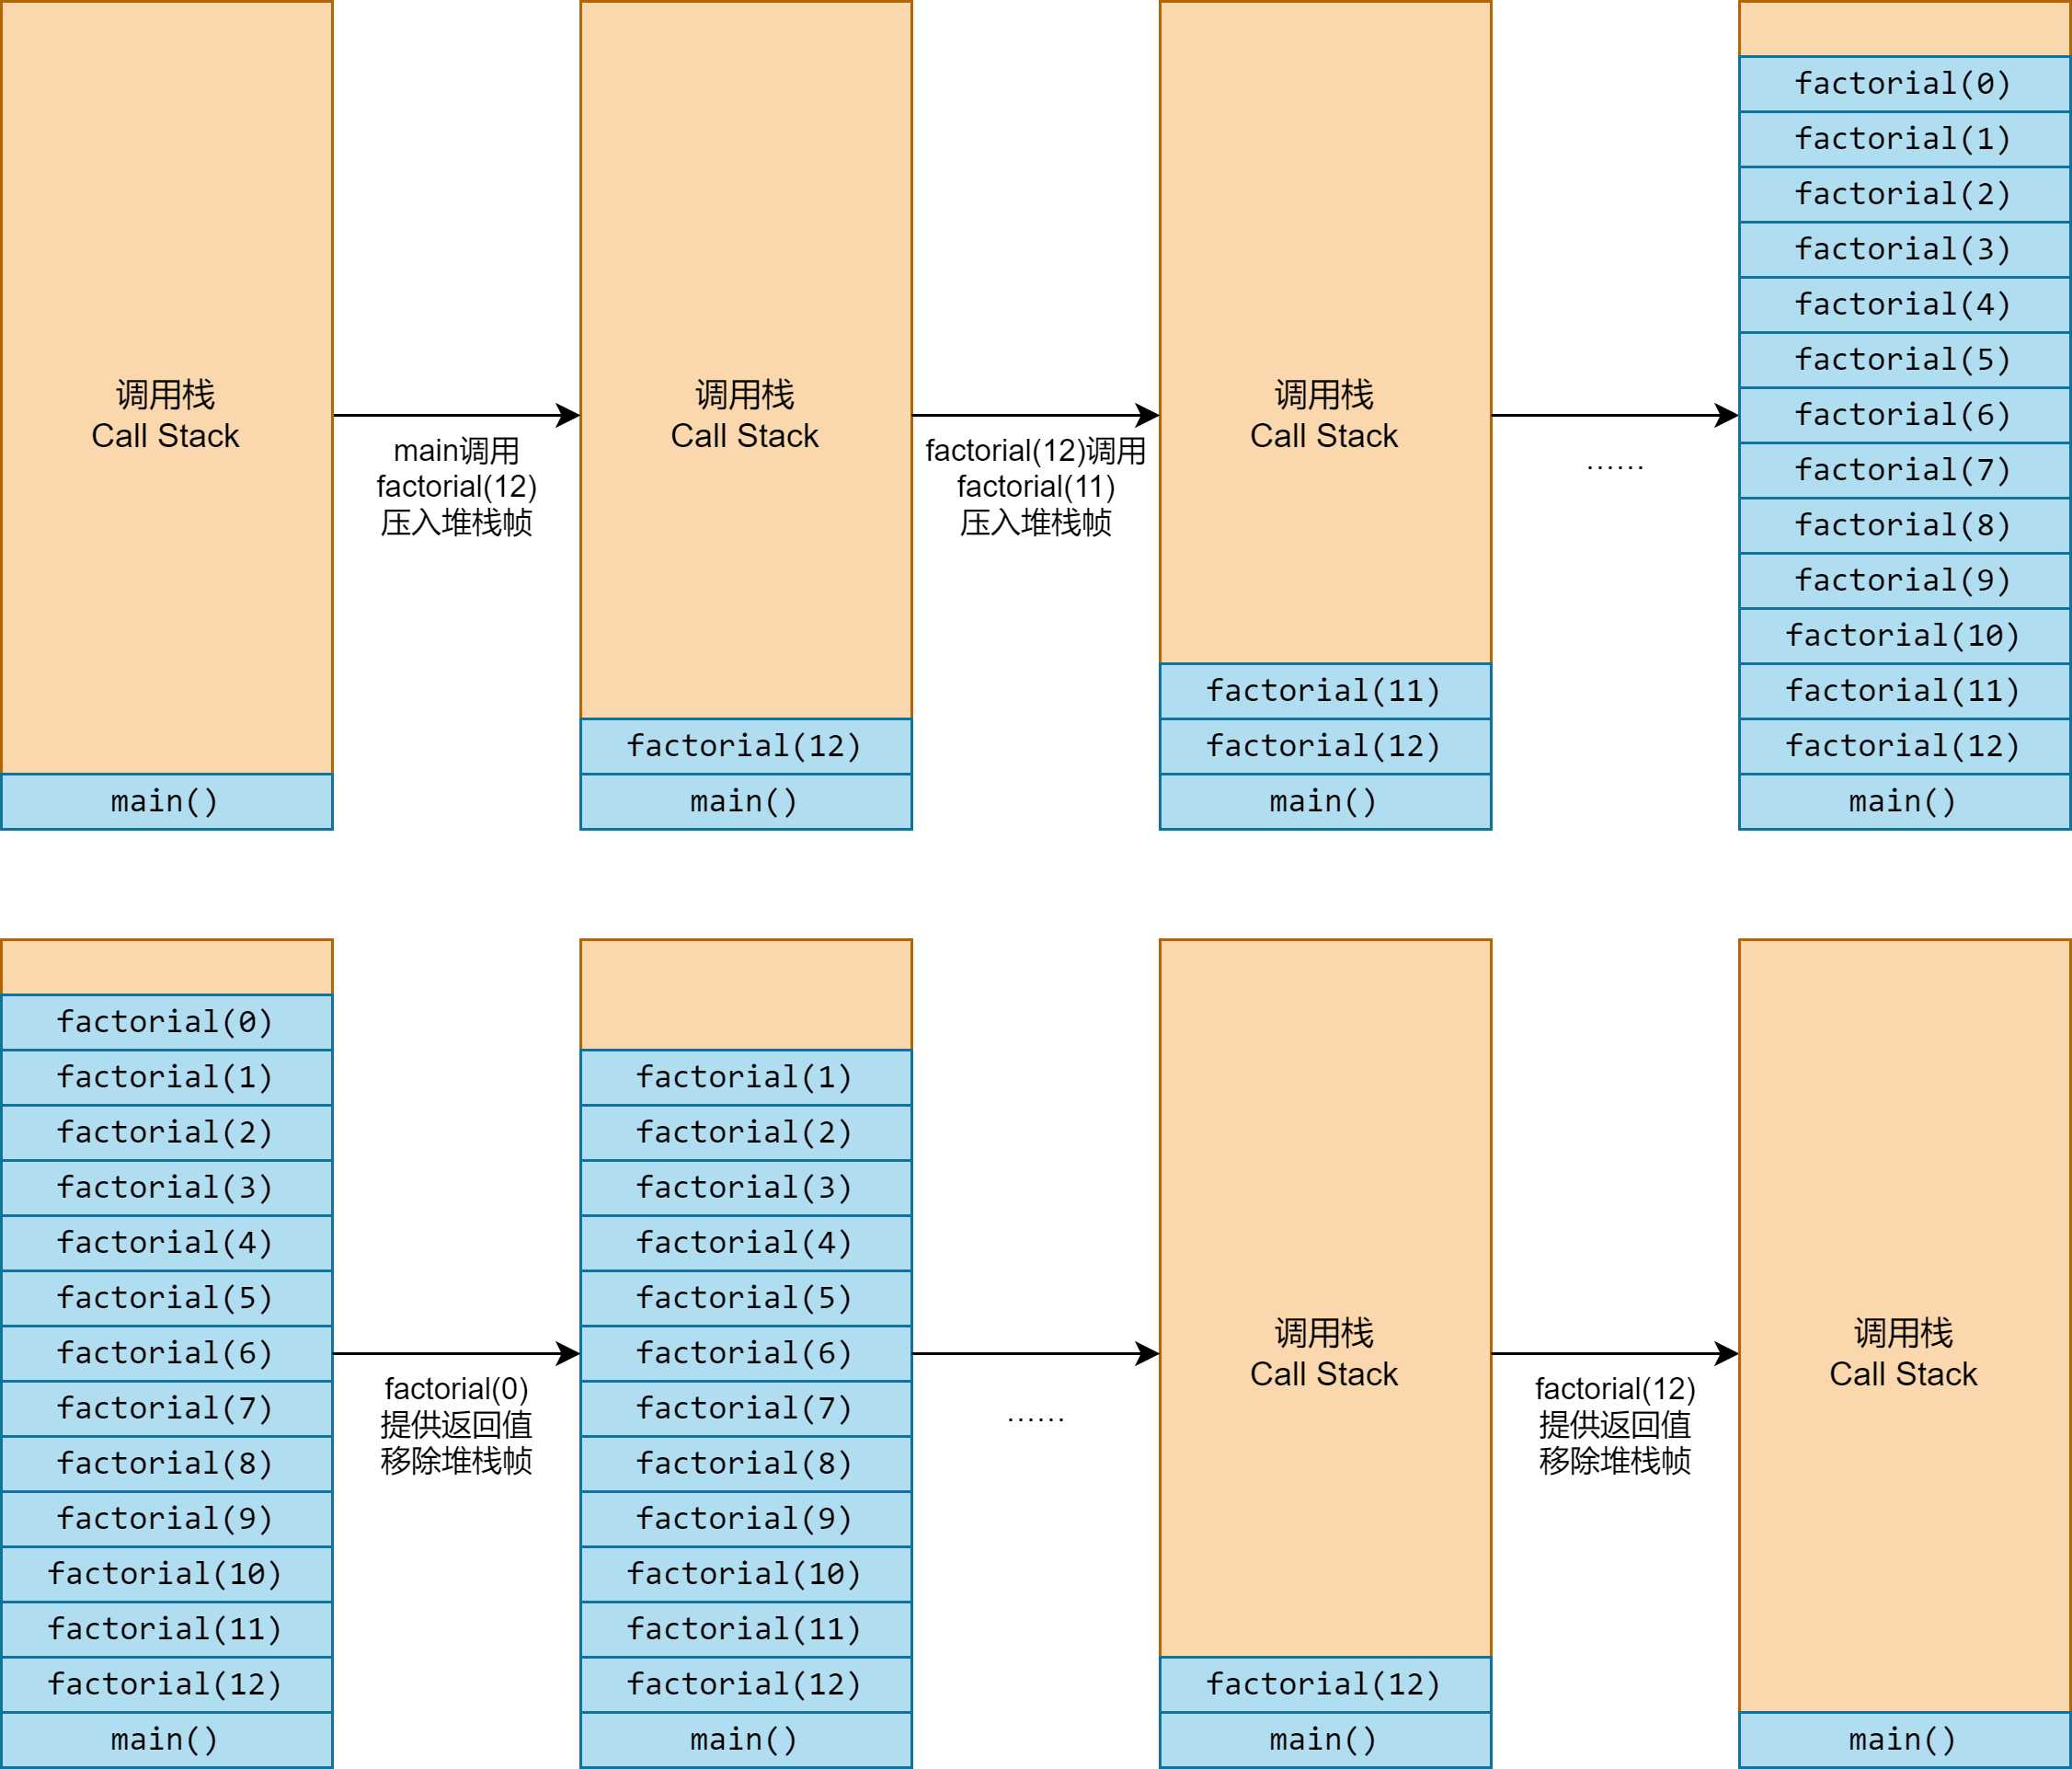 调用栈
Call Stack
main()
main调用
factorial(12)
压入堆栈帧
调用栈
Call Stack
factorial(12)
main()
factorial(12)调用
factorial(11)
压入堆栈帧
调用栈
Call Stack
factorial(11)
factorial(12)
main()
……
factorial(0)
factorial(1)
factorial(2)
factorial(3)
factorial(4)
factorial(5)
factorial(6)
factorial(7)
factorial(8)
factorial(9)
factorial(10)
factorial(11)
factorial(12)
main()
factorial(0)
factorial(1)
factorial(2)
factorial(3)
factorial(4)
factorial(5)
factorial(6)
factorial(7)
factorial(8)
factorial(9)
factorial(10)
factorial(11)
factorial(12)
main()
factorial(0)
提供返回值
移除堆栈帧
factorial(1)
factorial(2)
factorial(3)
factorial(4)
factorial(5)
factorial(6)
factorial(7)
factorial(8)
factorial(9)
factorial(10)
factorial(11)
factorial(12)
main()
……
调用栈
Call Stack
factorial(12)
main()
factorial(12)
提供返回值
移除堆栈帧
调用栈
Call Stack
main()